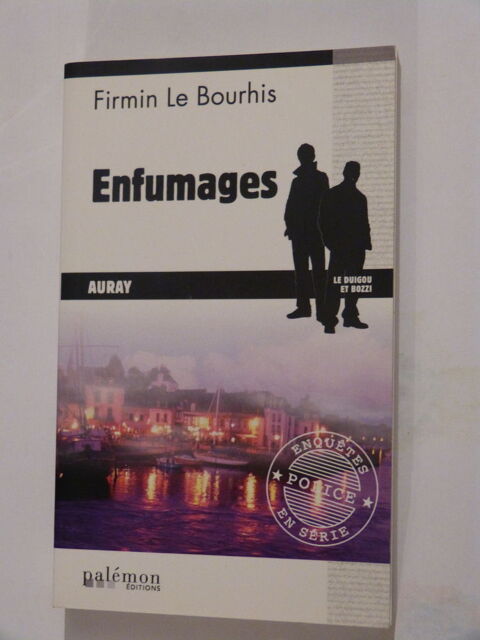 Firmin Le Bourhis
Enfumages
AURAY
LE DUIGOU
ET BOZZI
ENQUÊTES
POLICE
EN SÉRIE
palémon
ÉDITIONS